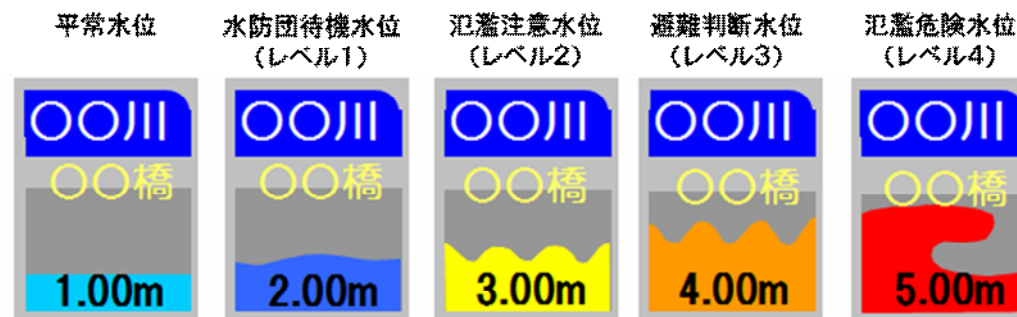 平常水位
水防団待機水位
(レベル1)
氾濫注意水位
(レベル2)
避難判断水位
(レベル3)
氾濫危険水位
(レベル4)
〇〇川
〇〇橋
1.00m
〇〇川
〇〇橋
2.00m
〇〇川
〇〇橋
3.00m
〇〇川
〇〇橋
4.00m
〇〇川
〇〇橋
5.00m